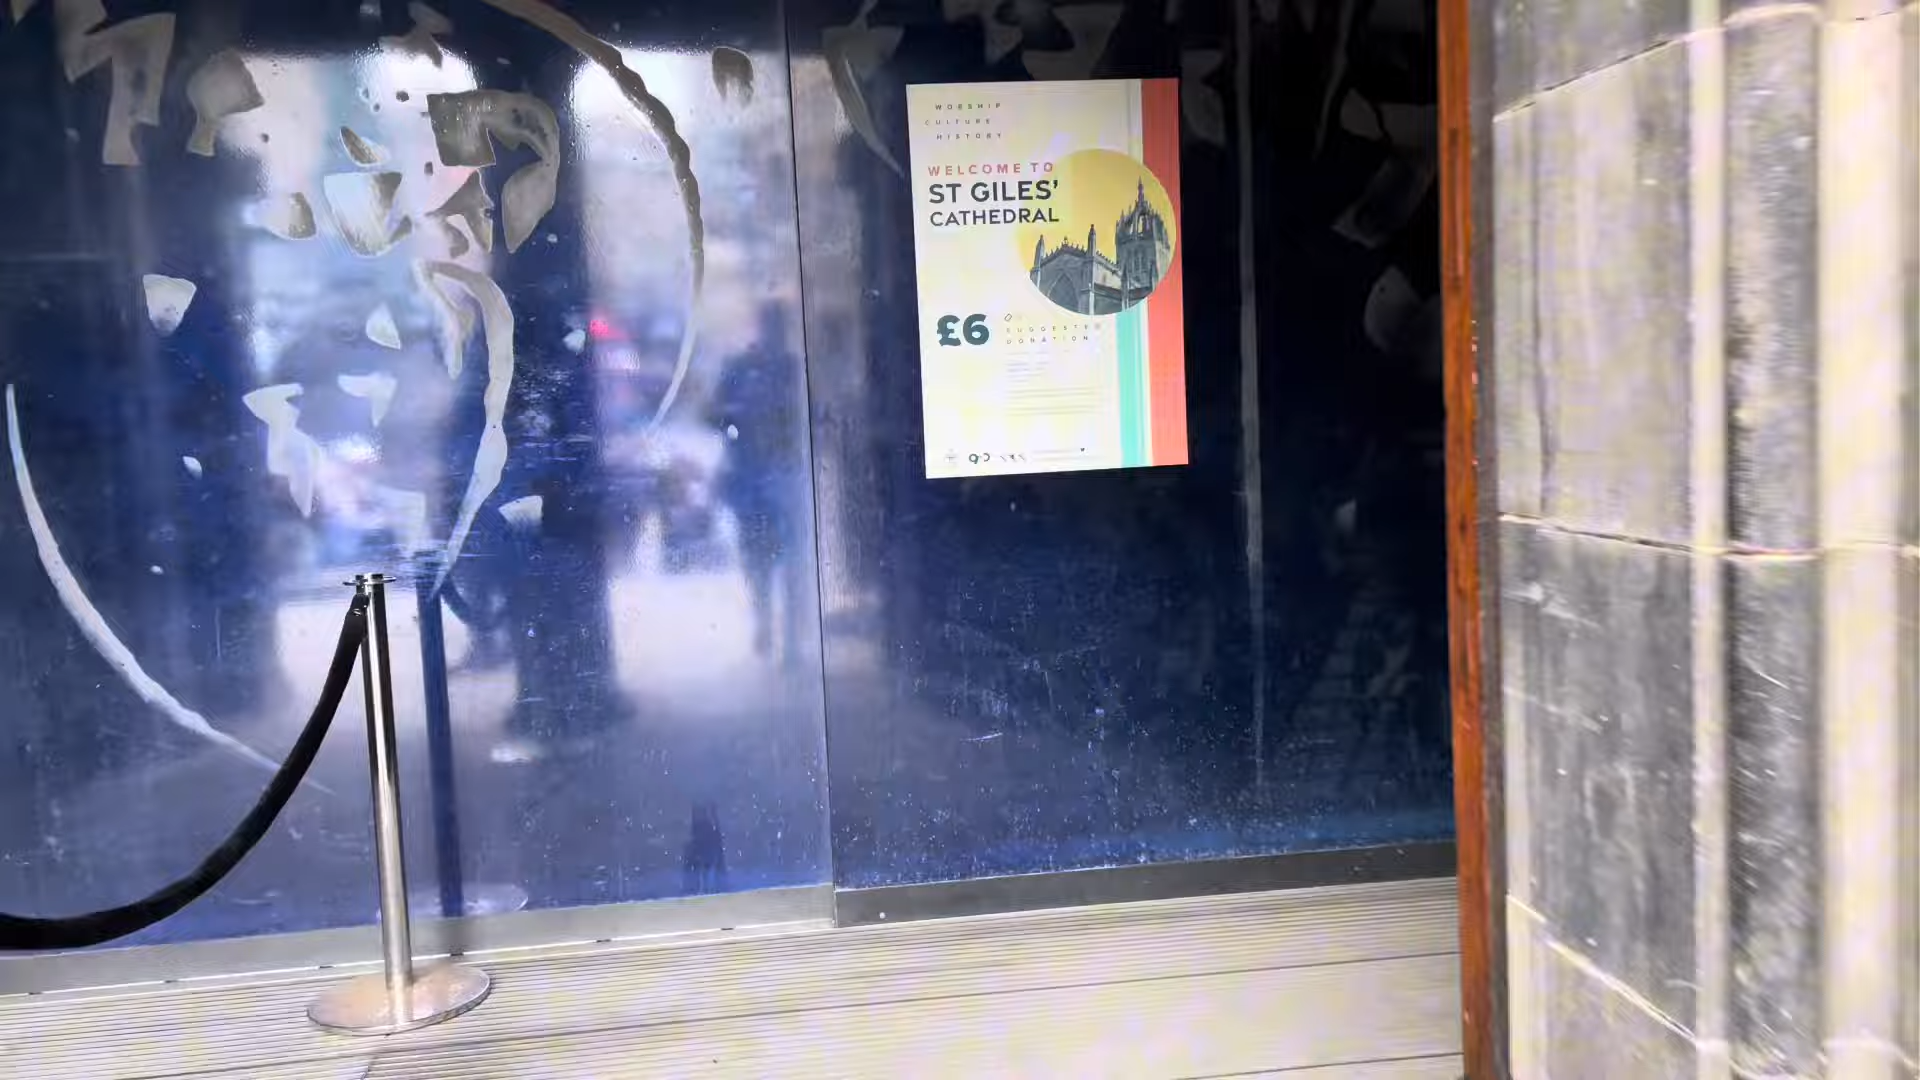 WORSHIP
CULTURE
HISTORY
WELCOME TO
ST GILES’
CATHEDRAL
£6
SUGGESTED
DONATION